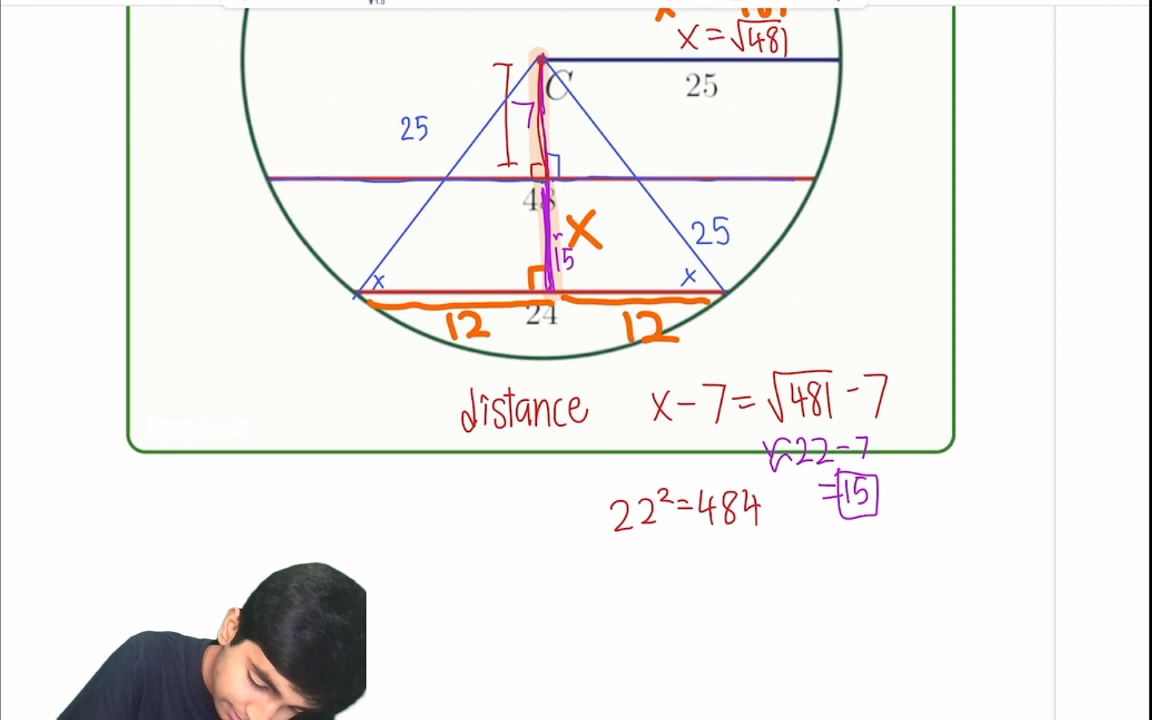 x = √481
C
25
7
25
48
X
25
15
x
x
12
24
12
distance x - 7 = √481 - 7
≈ 22 - 7
= 15
22² = 484